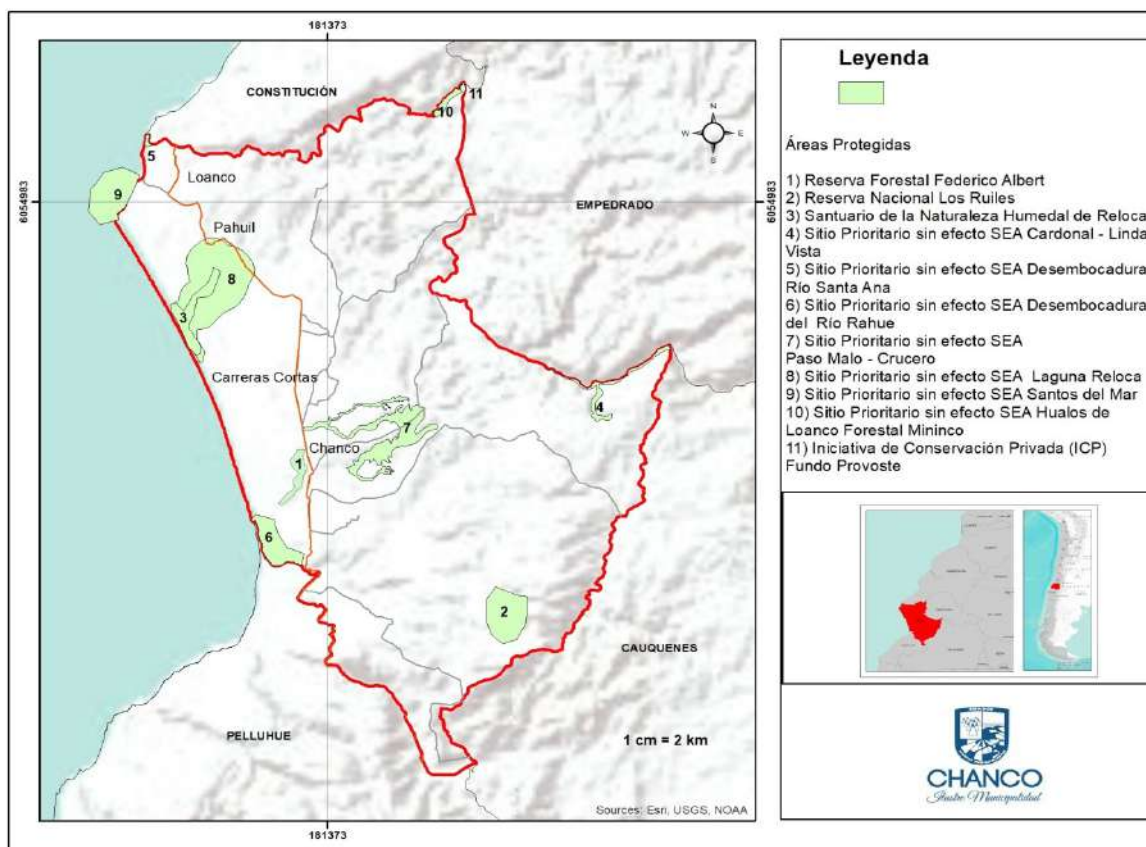 181373
CONSTITUCIÓN
11
10
N
W E
S
5
Loanco
9
6054983
6054983
EMPEDRADO
Pahuil
8
3
Carreras Cortas
4
7
Chanco
1
6
2
CAUQUENES
PELLUHUE
1 cm = 2 km
Sources: Esri, USGS, NOAA
181373
Leyenda
Áreas Protegidas
1) Reserva Forestal Federico Albert
2) Reserva Nacional Los Ruiles
3) Santuario de la Naturaleza Humedal de Reloca
4) Sitio Prioritario sin efecto SEA Cardonal - Linda
Vista
5) Sitio Prioritario sin efecto SEA Desembocadura
Río Santa Ana
6) Sitio Prioritario sin efecto SEA Desembocadura
del Río Rahue
7) Sitio Prioritario sin efecto SEA
Paso Malo - Crucero
8) Sitio Prioritario sin efecto SEA Laguna Reloca
9) Sitio Prioritario sin efecto SEA Santos del Mar
10) Sitio Prioritario sin efecto SEA Hualos de
Loanco Forestal Mininco
11) Iniciativa de Conservación Privada (ICP)
Fundo Provoste
CHANCO
Ilustre Municipalidad